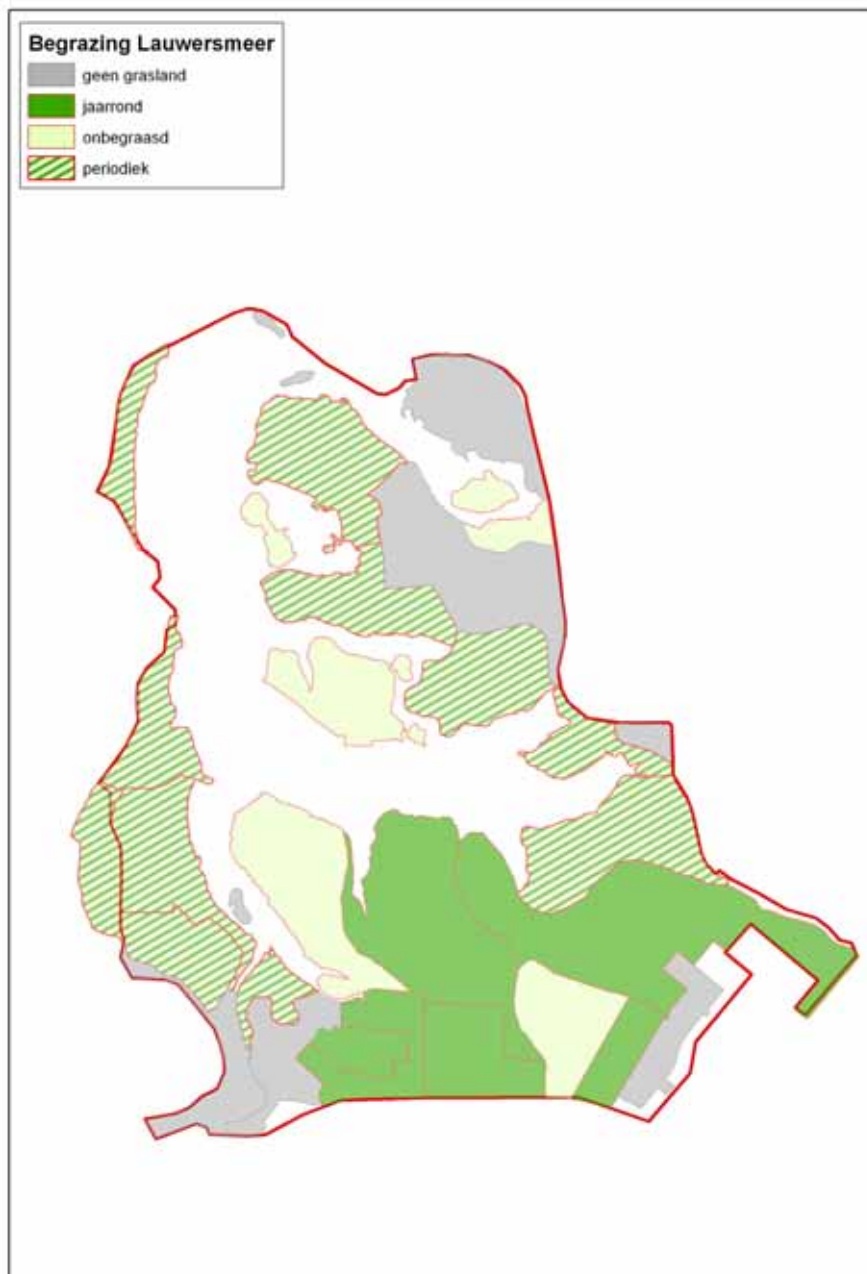 Begrazing Lauwersmeer
geen grasland
jaarrond
onbegraasd
periodiek